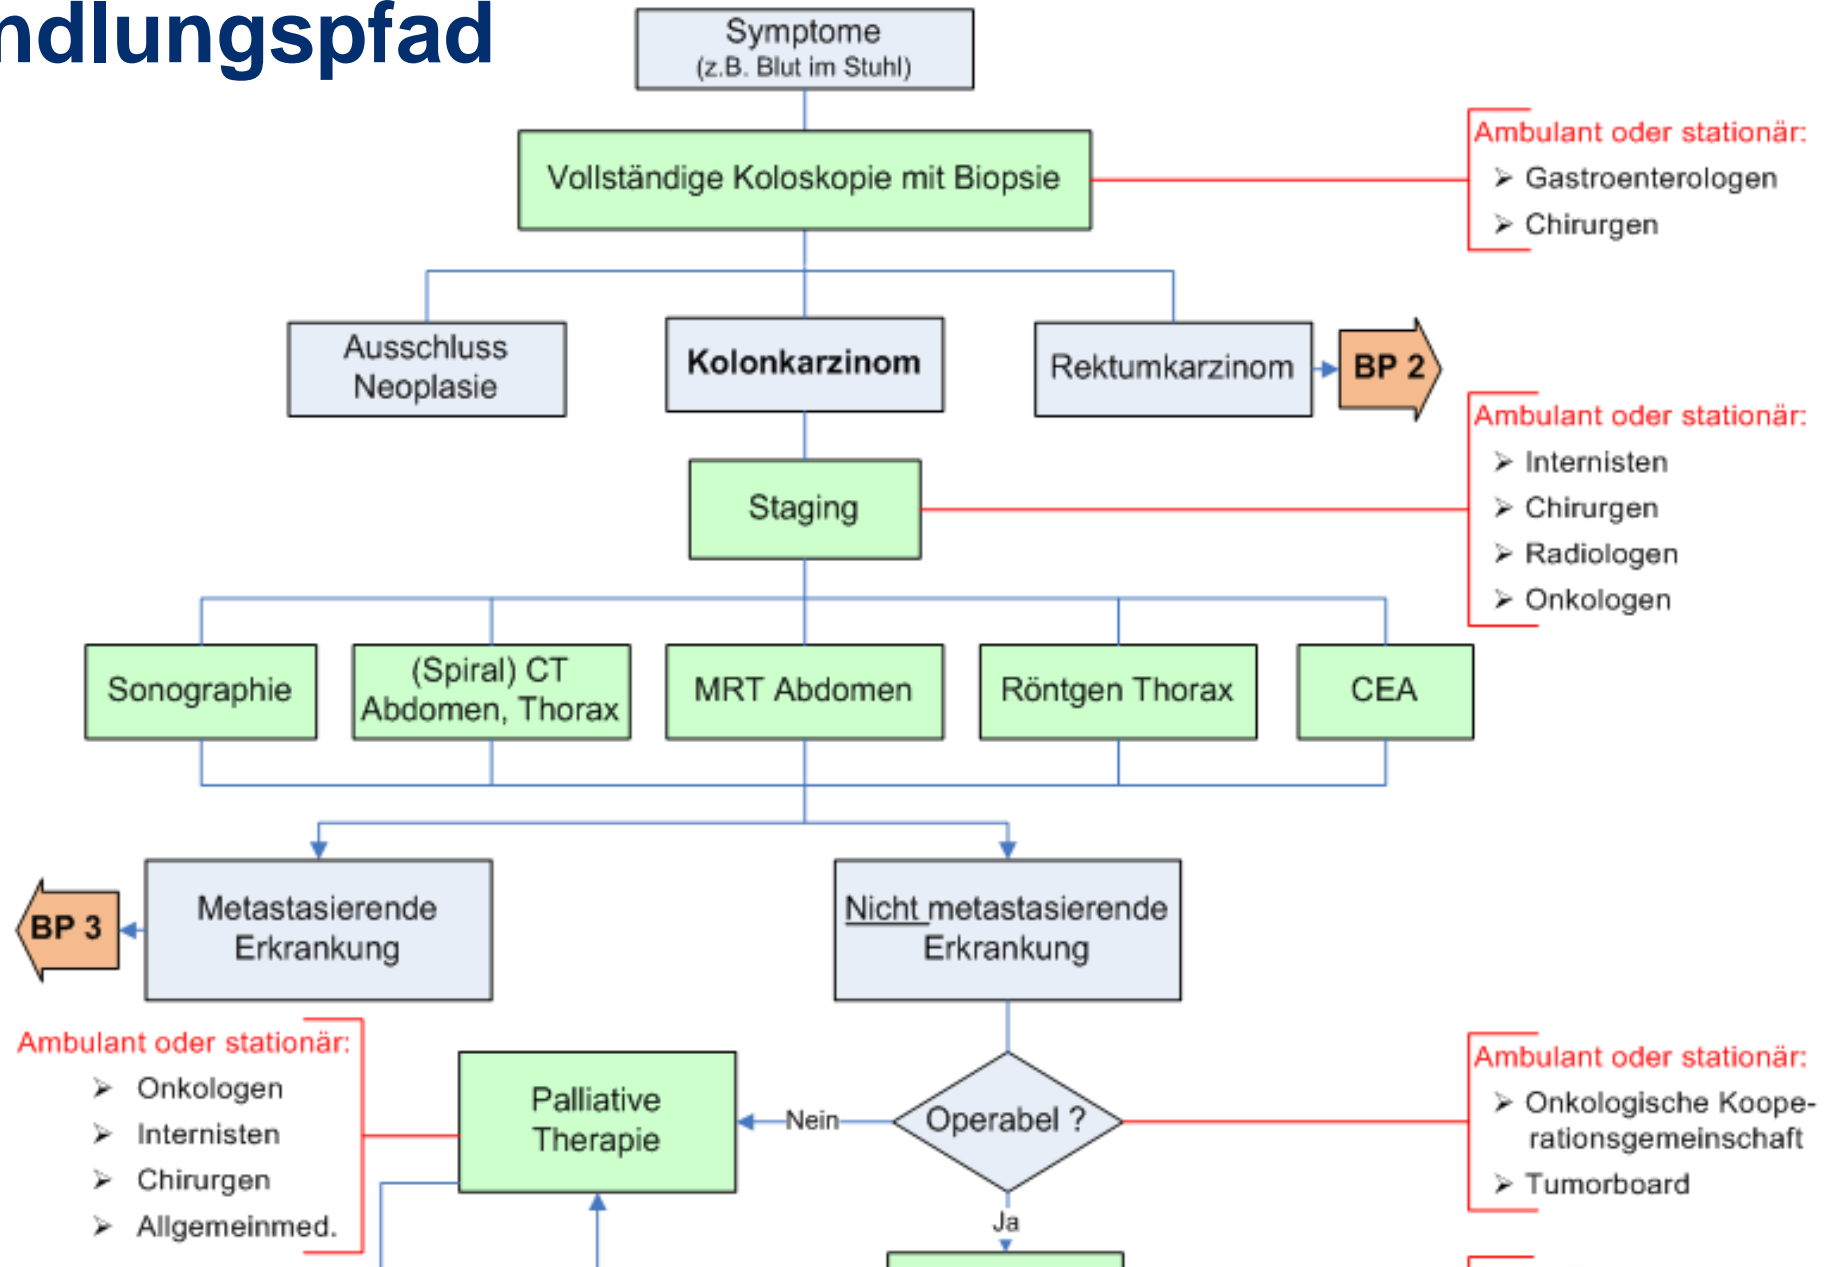 ndlungspfad
Symptome
(z.B. Blut im Stuhl)
Vollständige Koloskopie mit Biopsie
Ambulant oder stationär:
➢ Gastroenterologen
➢ Chirurgen
Ausschluss
Neoplasie
Kolonkarzinom
Rektumkarzinom
BP 2
Staging
Ambulant oder stationär:
➢ Internisten
➢ Chirurgen
➢ Radiologen
➢ Onkologen
Sonographie
(Spiral) CT
Abdomen, Thorax
MRT Abdomen
Röntgen Thorax
CEA
BP 3
Metastasierende
Erkrankung
Nicht metastasierende
Erkrankung
Ambulant oder stationär:
➢ Onkologen
➢ Internisten
➢ Chirurgen
➢ Allgemeinmed.
Palliative
Therapie
Nein
Operabel ?
Ja
Ambulant oder stationär:
➢ Onkologische Koope-
rationsgemeinschaft
➢ Tumorboard